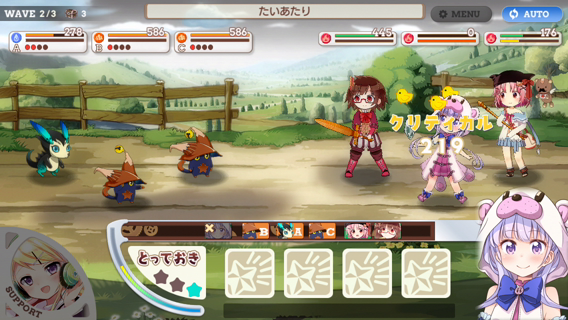 WAVE 2/3 3
たいあたり
MENU
AUTO
278
586
586
445
0
176
A
B
C
クリティカル
219
B A C
とっておき
SUPPORT